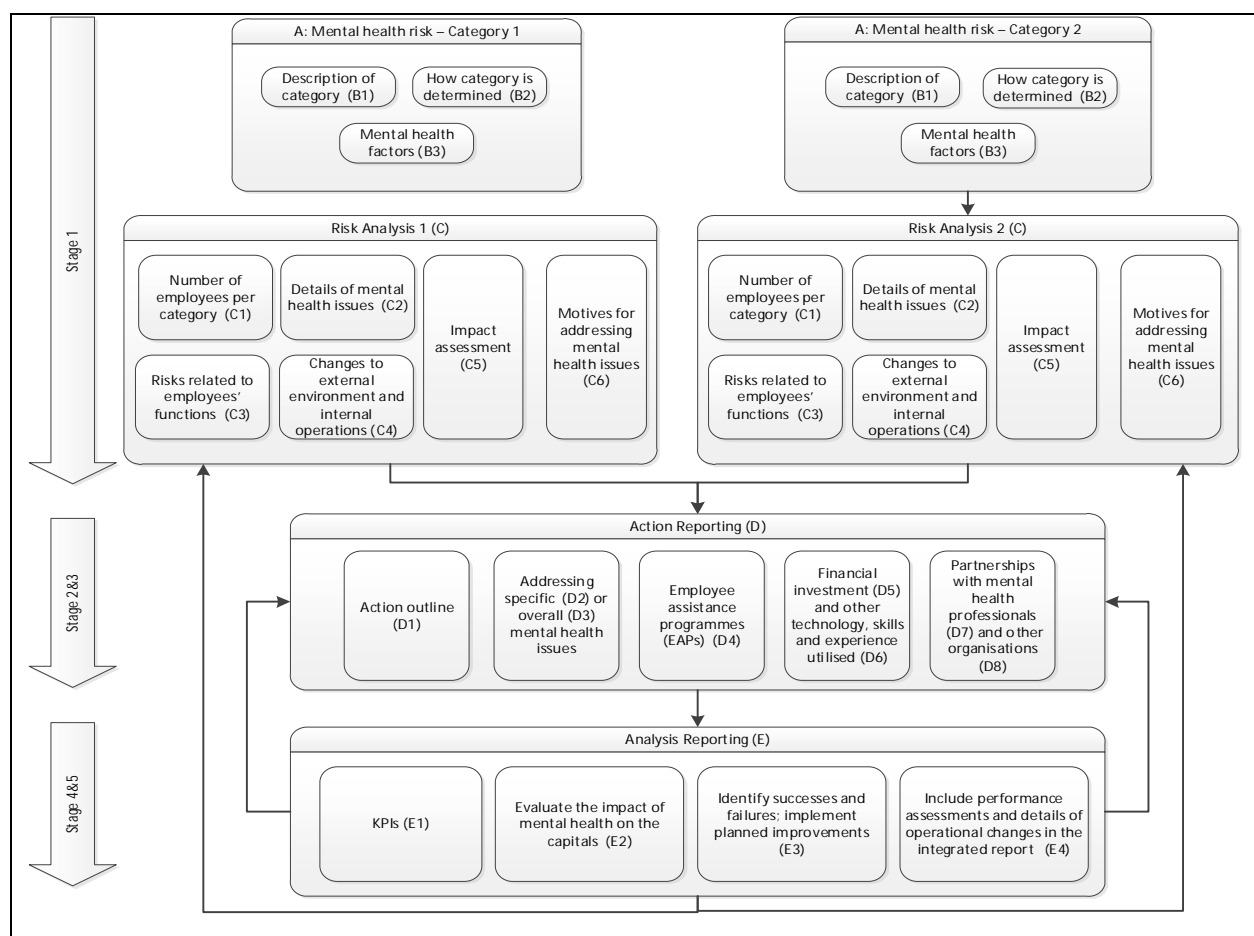 A: Mental health risk – Category 1
Description of
category (B1)
How category is
determined (B2)
Mental health
factors (B3)
A: Mental health risk – Category 2
Description of
category (B1)
How category is
determined (B2)
Mental health
factors (B3)
Stage 1
Risk Analysis 1 (C)
Number of
employees per
category (C1)
Details of mental
health issues (C2)
Risks related to
employees'
functions (C3)
Changes to
external
environment and
internal
operations (C4)
Impact
assessment
(C5)
Motives for
addressing
mental
health issues
(C6)
Risk Analysis 2 (C)
Number of
employees per
category (C1)
Details of mental
health issues (C2)
Risks related to
employees'
functions (C3)
Changes to
external
environment and
internal
operations (C4)
Impact
assessment
(C5)
Motives for
addressing
mental
health issues
(C6)
Stage 2&3
Action Reporting (D)
Action outline
(D1)
Addressing
specific (D2) or
overall (D3)
mental health
issues
Employee
assistance
programmes
(EAPs) (D4)
Financial
investment (D5)
and other
technology, skills
and experience
utilised (D6)
Partnerships
with mental
health
professionals
(D7) and other
organisations
(D8)
Stage 4&5
Analysis Reporting (E)
KPIs (E1)
Evaluate the impact of
mental health on the
capitals (E2)
Identify successes and
failures; implement
planned improvements
(E3)
Include performance
assessments and details
of operational changes in
the integrated report (E4)